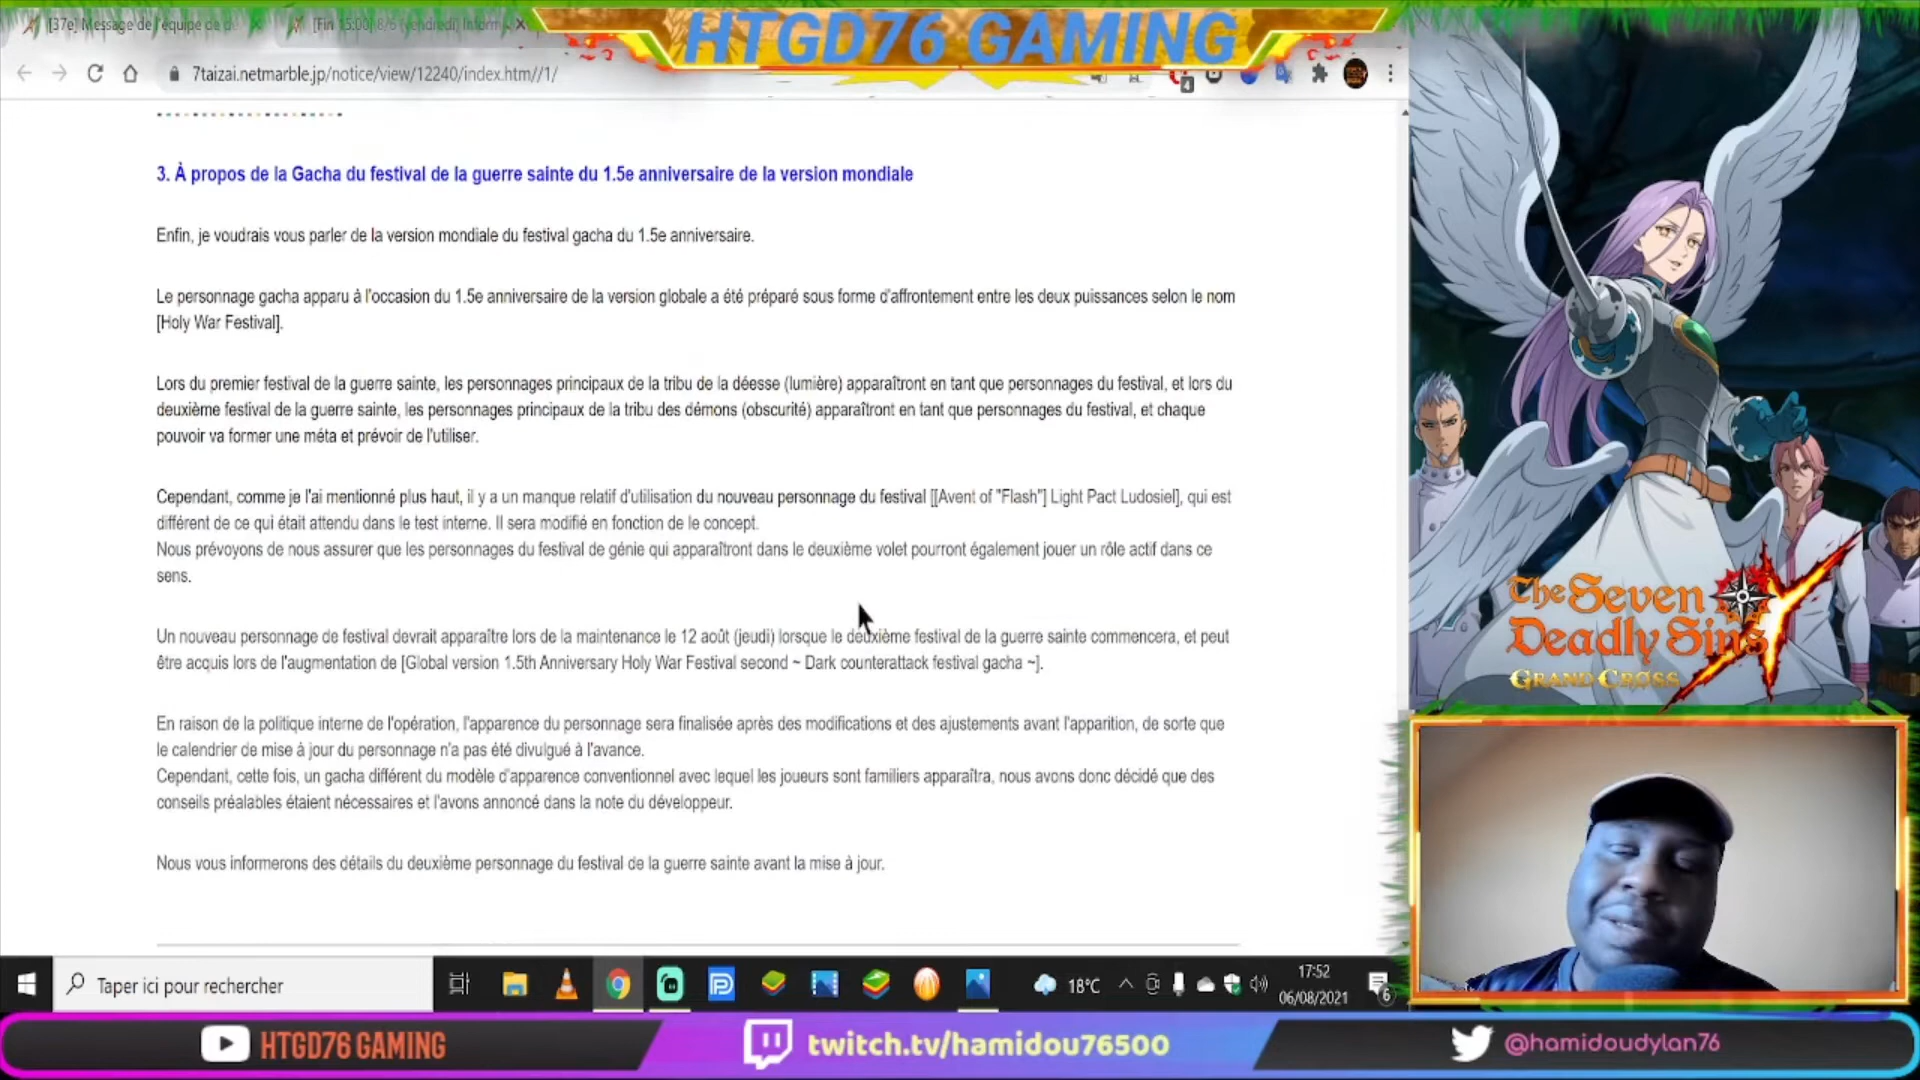 [37e] Message de l'équipe de
[Fin 15:00] 8/6 (vendredi) Inform
HTGD76 GAMING
7taizai.netmarble.jp/notice/view/12240/index.htm//1/
4
3. À propos de la Gacha du festival de la guerre sainte du 1.5e anniversaire de la version mondiale
Enfin, je voudrais vous parler de la version mondiale du festival gacha du 1.5e anniversaire.
Le personnage gacha apparu à l'occasion du 1.5e anniversaire de la version globale a été préparé sous forme d'affrontement entre les deux puissances selon le nom
[Holy War Festival].
Lors du premier festival de la guerre sainte, les personnages principaux de la tribu de la déesse (lumière) apparaîtront en tant que personnages du festival, et lors du
deuxième festival de la guerre sainte, les personnages principaux de la tribu des démons (obscurité) apparaîtront en tant que personnages du festival, et chaque
pouvoir va former une méta et prévoir de l'utiliser.
Cependant, comme je l'ai mentionné plus haut, il y a un manque relatif d'utilisation du nouveau personnage du festival [[Avent of "Flash"] Light Pact Ludosiel], qui est
différent de ce qui était attendu dans le test interne. Il sera modifié en fonction de le concept.
Nous prévoyons de nous assurer que les personnages du festival de génie qui apparaîtront dans le deuxième volet pourront également jouer un rôle actif dans ce
sens.
Un nouveau personnage de festival devrait apparaître lors de la maintenance le 12 août (jeudi) lorsque le deuxième festival de la guerre sainte commencera, et peut
être acquis lors de l'augmentation de [Global version 1.5th Anniversary Holy War Festival second ~ Dark counterattack festival gacha ~].
En raison de la politique interne de l'opération, l'apparence du personnage sera finalisée après des modifications et des ajustements avant l'apparition, de sorte que
le calendrier de mise à jour du personnage n'a pas été divulgué à l'avance.
Cependant, cette fois, un gacha différent du modèle d'apparence conventionnel avec lequel les joueurs sont familiers apparaîtra, nous avons donc décidé que des
conseils préalables étaient nécessaires et l'avons annoncé dans la note du développeur.
Nous vous informerons des détails du deuxième personnage du festival de la guerre sainte avant la mise à jour.
The Seven
Deadly Sins
GRAND CROSS
Taper ici pour rechercher
18°C
17:52
06/08/2021
6
HTGD76 GAMING
twitch.tv/hamidou76500
@hamidoudylan76